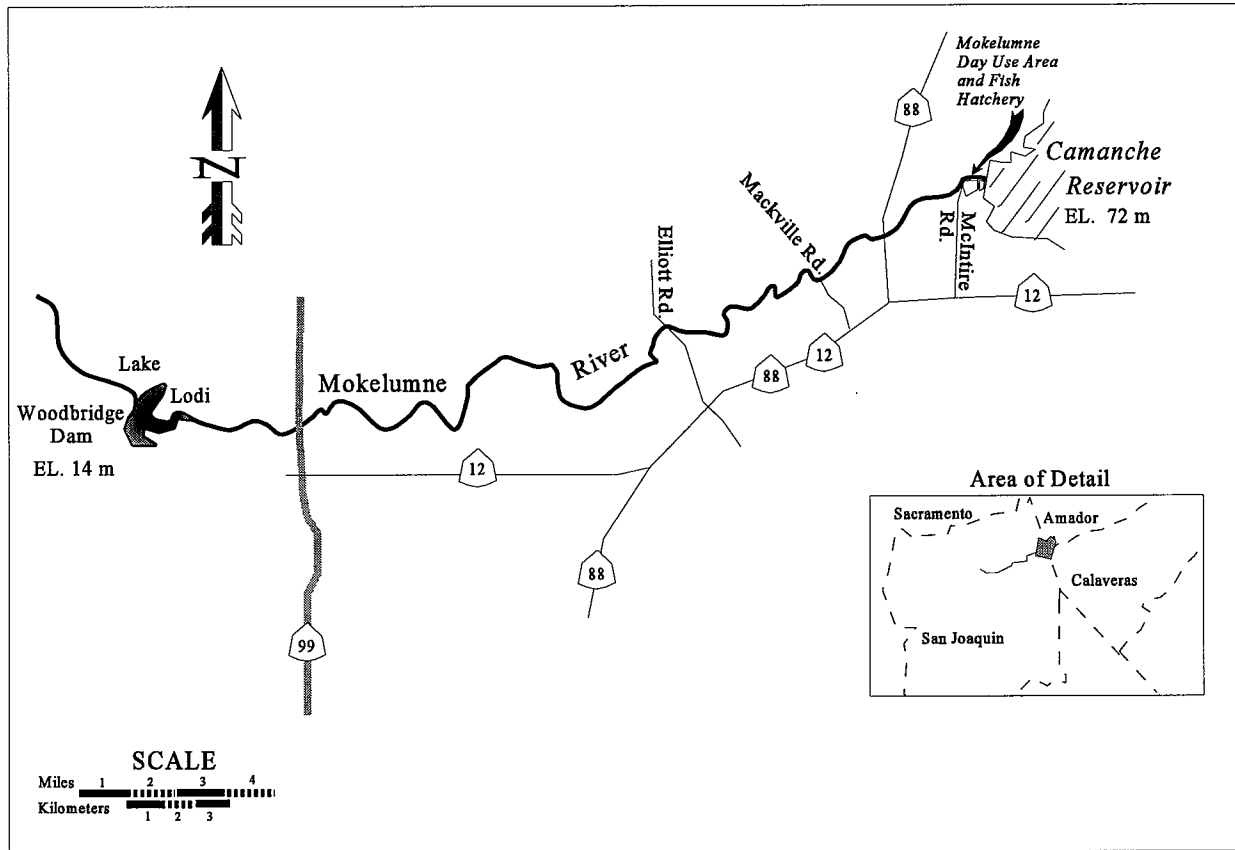 Mokelumne
Day Use Area
and Fish
Hatchery
88
N
Camanche
Reservoir
EL. 72 m
Mackville Rd.
McIntire
Rd.
Elliott Rd.
12
12
88
River
Mokelumne
Lake
Lodi
Woodbridge
Dam
EL. 14 m
12
88
99
Area of Detail
Sacramento
Amador
Calaveras
San Joaquin
SCALE
Miles 1 2 3 4
Kilometers 1 2 3